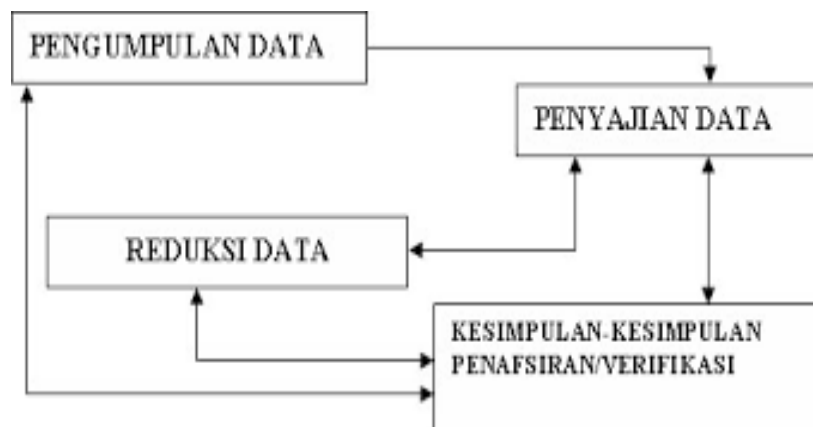 PENGUMPULAN DATA
PENYAJIAN DATA
REDUKSI DATA
KESIMPULAN-KESIMPULAN
PENAFSIRAN/VERIFIKASI